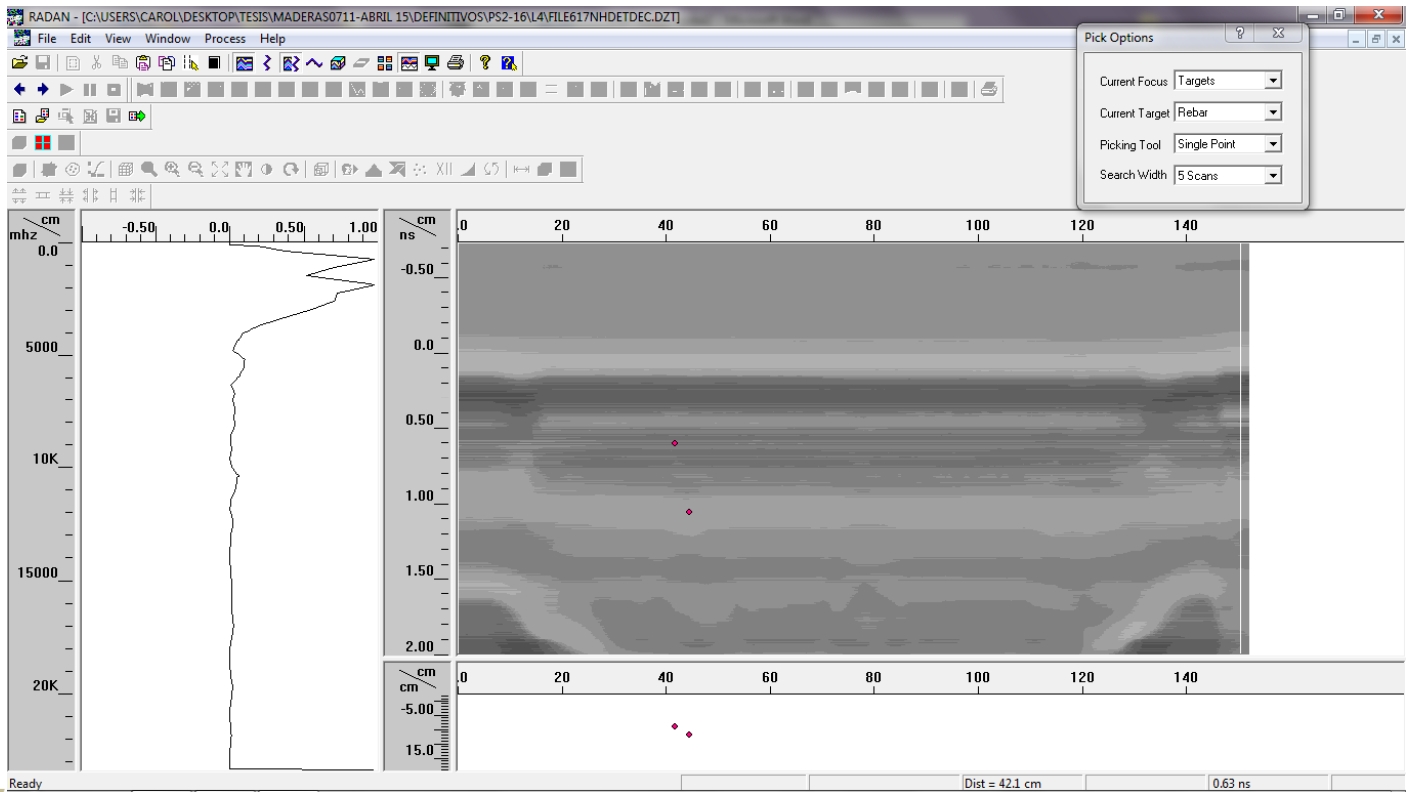 RADAN - [C:\USERS\CAROL\DESKTOP\TESIS\MADERAS0711-ABRIL 15\DEFINITIVOS\PS2-16\L4\FILE617NHDETDEC.DZT]
File Edit View Window Process Help
Pick Options
Current Focus Targets
Current Target Rebar
Picking Tool Single Point
Search Width 5 Scans
cm
mhz
-0.50 0.0 0.50 1.00
0.0
5000
10K
15000
20K
cm
ns
.0 20 40 60 80 100 120 140
-0.50
0.0
0.50
1.00
1.50
2.00
cm
cm
.0 20 40 60 80 100 120 140
-5.00
15.0
Ready Dist = 42.1 cm 0.63 ns